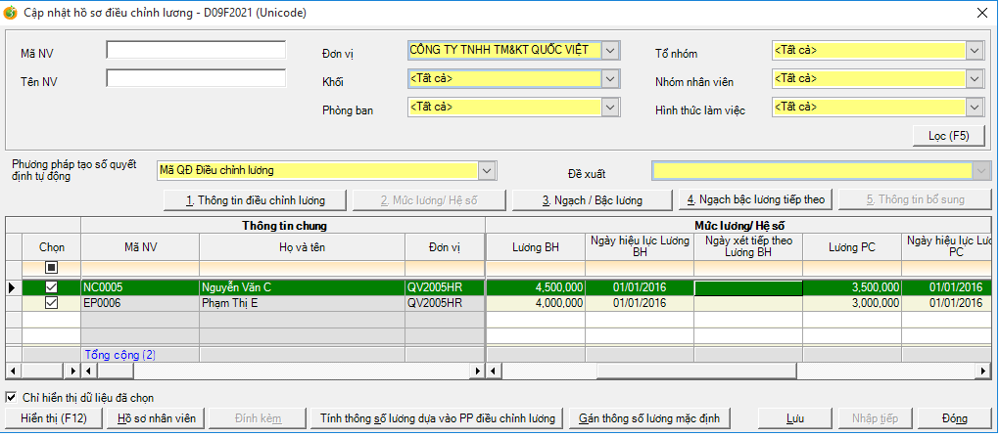 Cập nhật hồ sơ điều chỉnh lương - D09F2021 (Unicode)
Mã NV
Đơn vị
CÔNG TY TNHH TM&KT QUỐC VIỆT
Tổ nhóm
<Tất cả>
Tên NV
Khối
<Tất cả>
Nhóm nhân viên
<Tất cả>
Phòng ban
<Tất cả>
Hình thức làm việc
<Tất cả>
Lọc (F5)
Phương pháp tạo số quyết
định tự động
Mã QĐ Điều chỉnh lương
Đề xuất
1. Thông tin điều chỉnh lương
2. Mức lương/ Hệ số
3. Ngạch / Bậc lương
4. Ngạch bậc lương tiếp theo
5. Thông tin bổ sung
Thông tin chung
Mức lương/ Hệ số
Chọn
Mã NV
Họ và tên
Đơn vị
Lương BH
Ngày hiệu lực Lương
BH
Ngày xét tiếp theo
Lương BH
Lương PC
Ngày hiệu lực Lươ
PC
NC0005
Nguyễn Văn C
QV2005HR
4,500,000
01/01/2016
3,500,000
01/01/2016
EP0006
Phạm Thị E
QV2005HR
4,000,000
01/01/2016
3,000,000
01/01/2016
Tổng cộng (2)
Chỉ hiển thị dữ liệu đã chọn
Hiển thị (F12)
Hồ sơ nhân viên
Đính kèm
Tính thông số lương dựa vào PP điều chỉnh lương
Gán thông số lương mặc định
Lưu
Nhập tiếp
Đóng